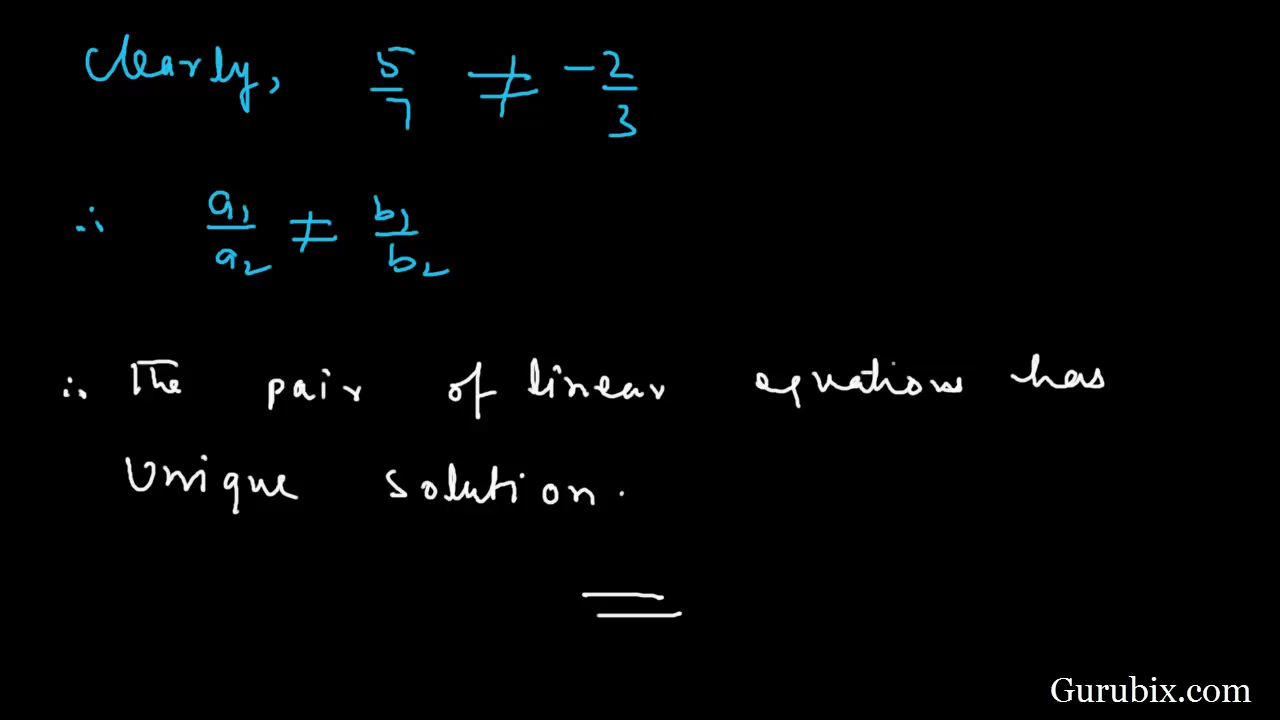 Clearly, 5/7 ≠ -2/3
∴ a₁/a₂ ≠ b₁/b₂
∴ The pair of linear equations has
unique solution.
Gurubix.com